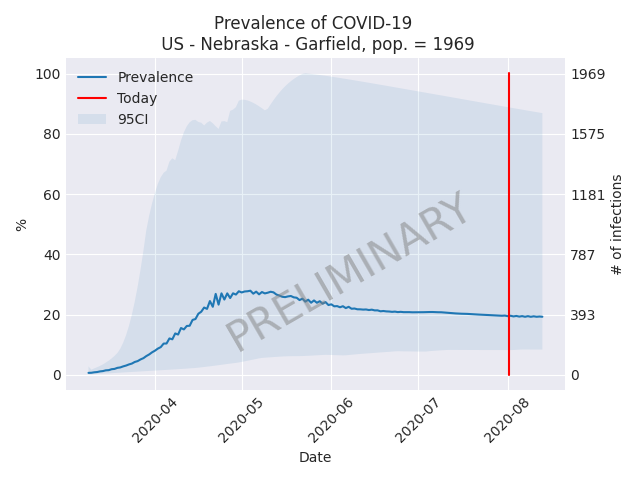 Prevalence of COVID-19
US - Nebraska - Garfield, pop. = 1969
Prevalence
Today
95CI
PRELIMINARY
100
80
60
40
20
0
%
1969
1575
1181
787
393
0
# of infections
2020-04
2020-05
2020-06
2020-07
2020-08
Date